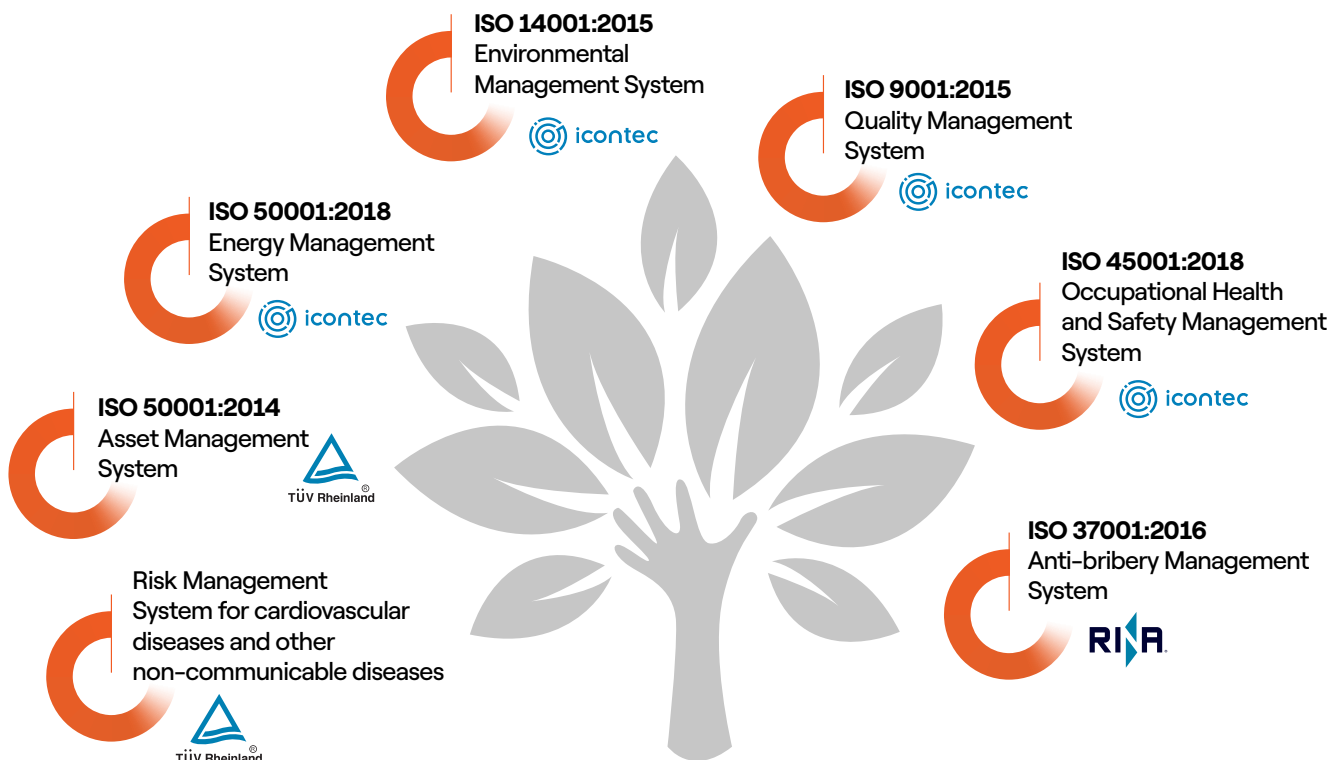 ISO 14001:2015
Environmental
Management System
icontec
ISO 9001:2015
Quality Management
System
icontec
ISO 50001:2018
Energy Management
System
icontec
ISO 45001:2018
Occupational Health
and Safety Management
System
icontec
ISO 50001:2014
Asset Management
System
TÜV Rheinland ®
ISO 37001:2016
Anti-bribery Management
System
RINA
Risk Management
System for cardiovascular
diseases and other
non-communicable diseases
TÜV Rheinland ®